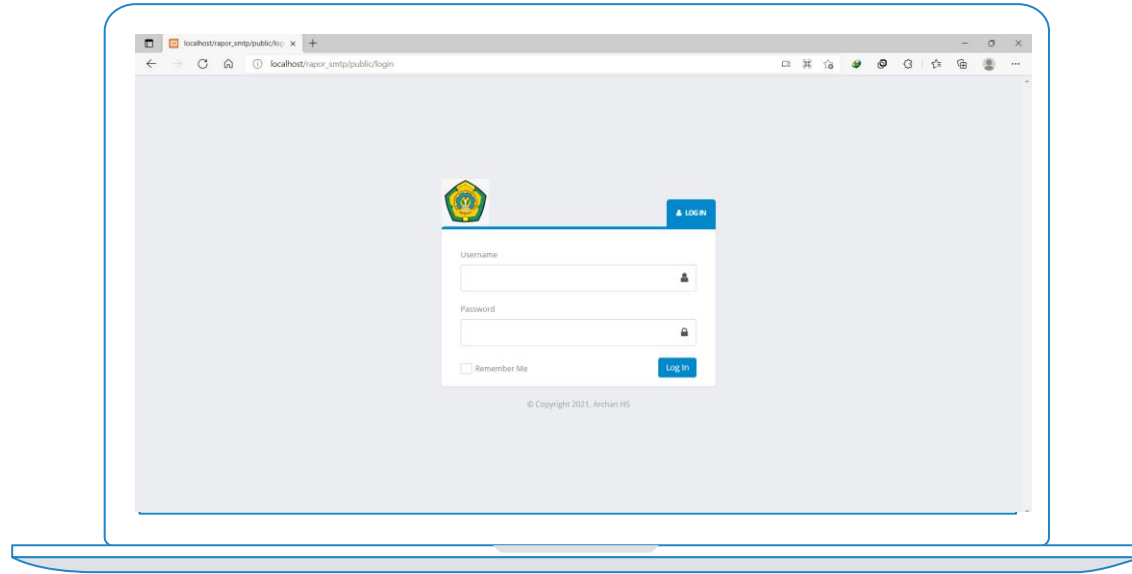 localhost/rapor_smtp/public/log
localhost/rapor_smtp/public/login
LOG IN
Username
Password
Remember Me
Log In
© Copyright 2021. Archan HS